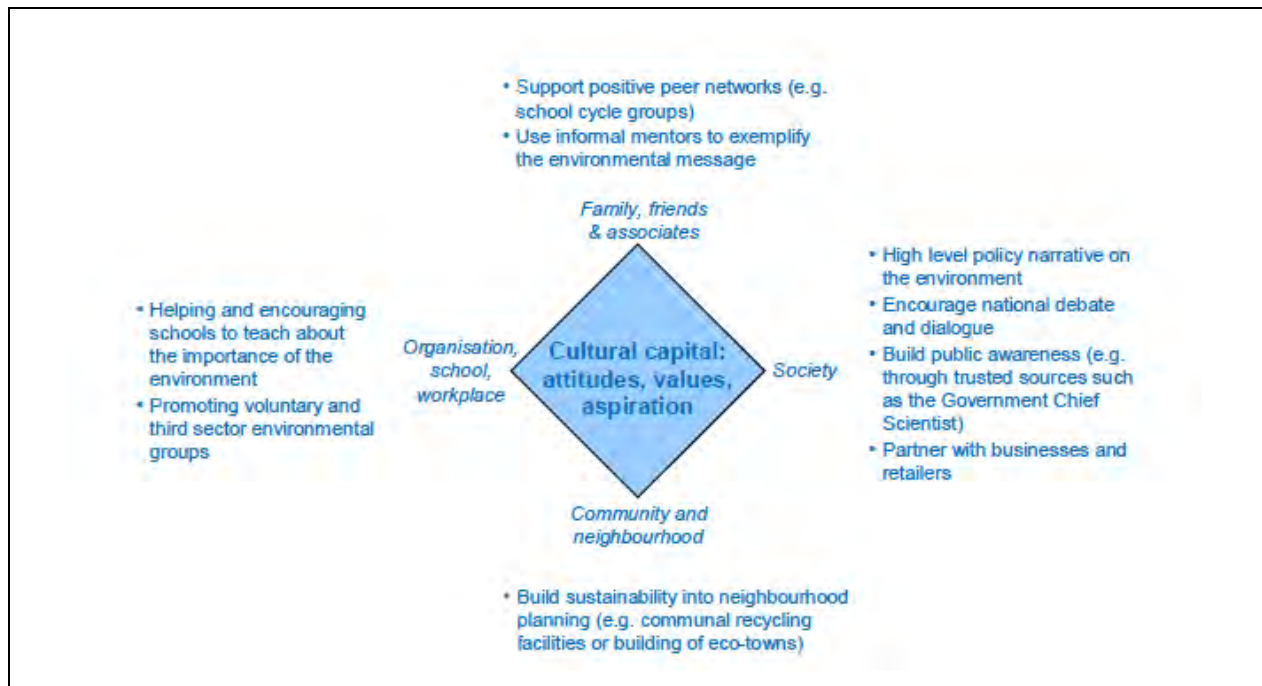 • Support positive peer networks (e.g.
school cycle groups)
• Use informal mentors to exemplify
the environmental message
Family, friends
& associates
• Helping and encouraging
schools to teach about
the importance of the
environment
• Promoting voluntary and
third sector environmental
groups
Organisation,
school,
workplace
Cultural capital:
attitudes, values,
aspiration
Society
• High level policy narrative on
the environment
• Encourage national debate
and dialogue
• Build public awareness (e.g.
through trusted sources such
as the Government Chief
Scientist)
• Partner with businesses and
retailers
Community and
neighbourhood
• Build sustainability into neighbourhood
planning (e.g. communal recycling
facilities or building of eco-towns)